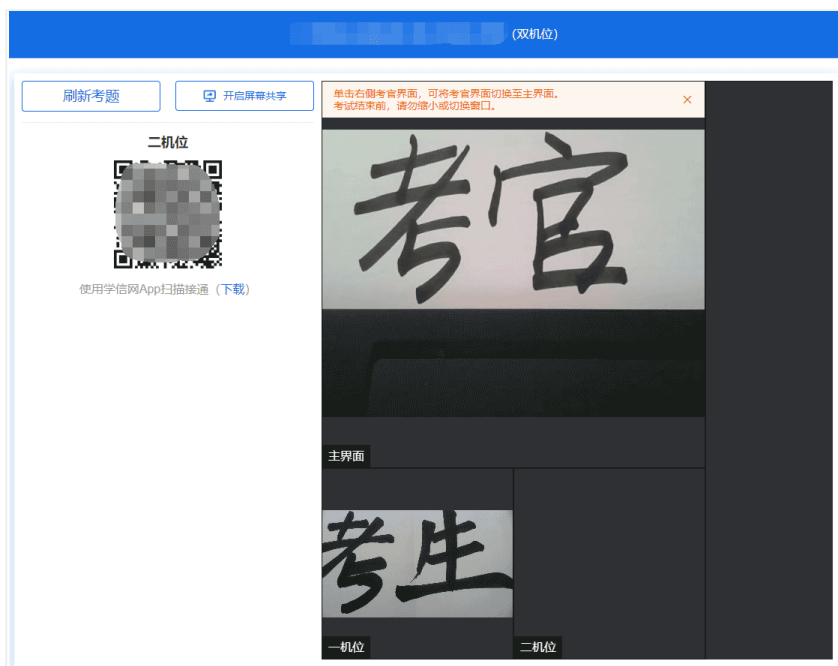 (双机位)
刷新考题
开启屏幕共享
二机位
使用学信网App扫描接通（下载）
单击右侧考官界面，可将考官界面切换至主界面。
考试结束前，请勿缩小或切换窗口。
考官
主界面
考生
一机位
二机位